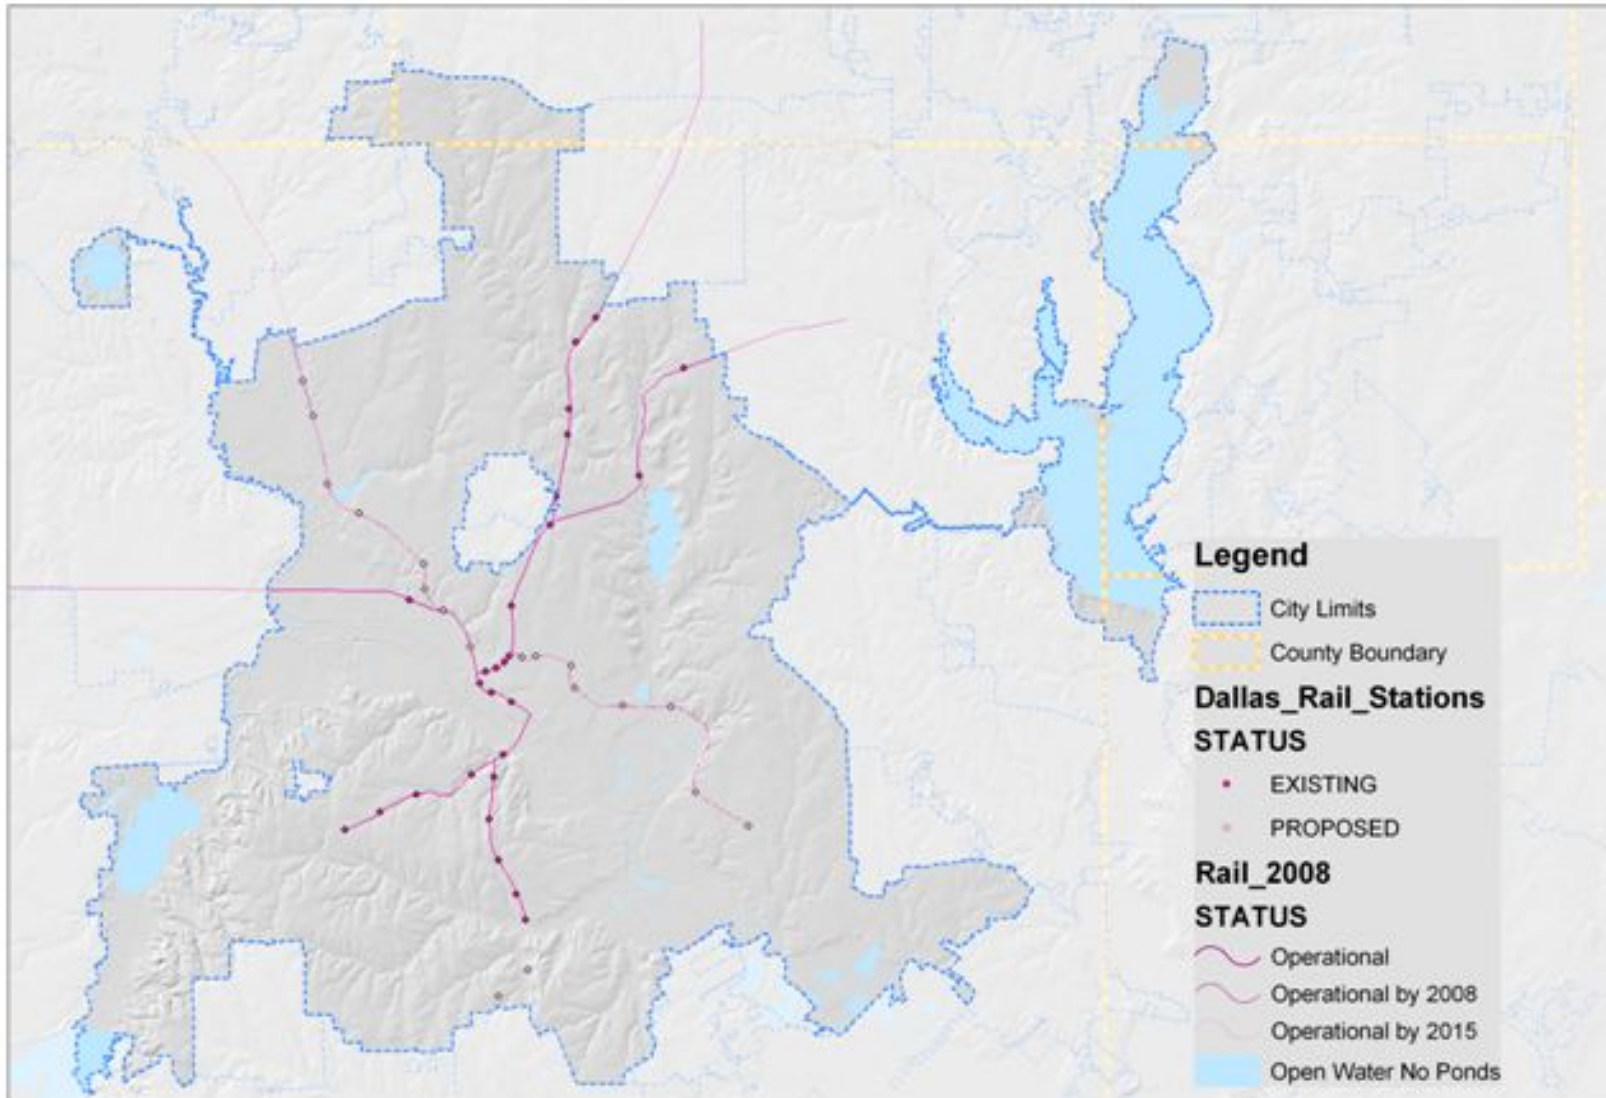 Legend
City Limits
County Boundary
Dallas_Rail_Stations
STATUS
EXISTING
PROPOSED
Rail_2008
STATUS
Operational
Operational by 2008
Operational by 2015
Open Water No Ponds